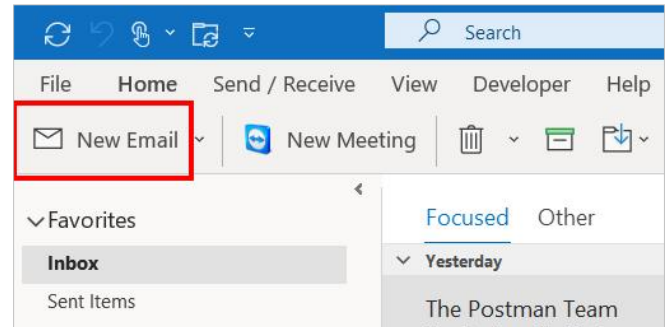 Search
File Home Send / Receive View Developer Help
New Email New Meeting
Favorites
Focused Other
Inbox
Yesterday
Sent Items
The Postman Team